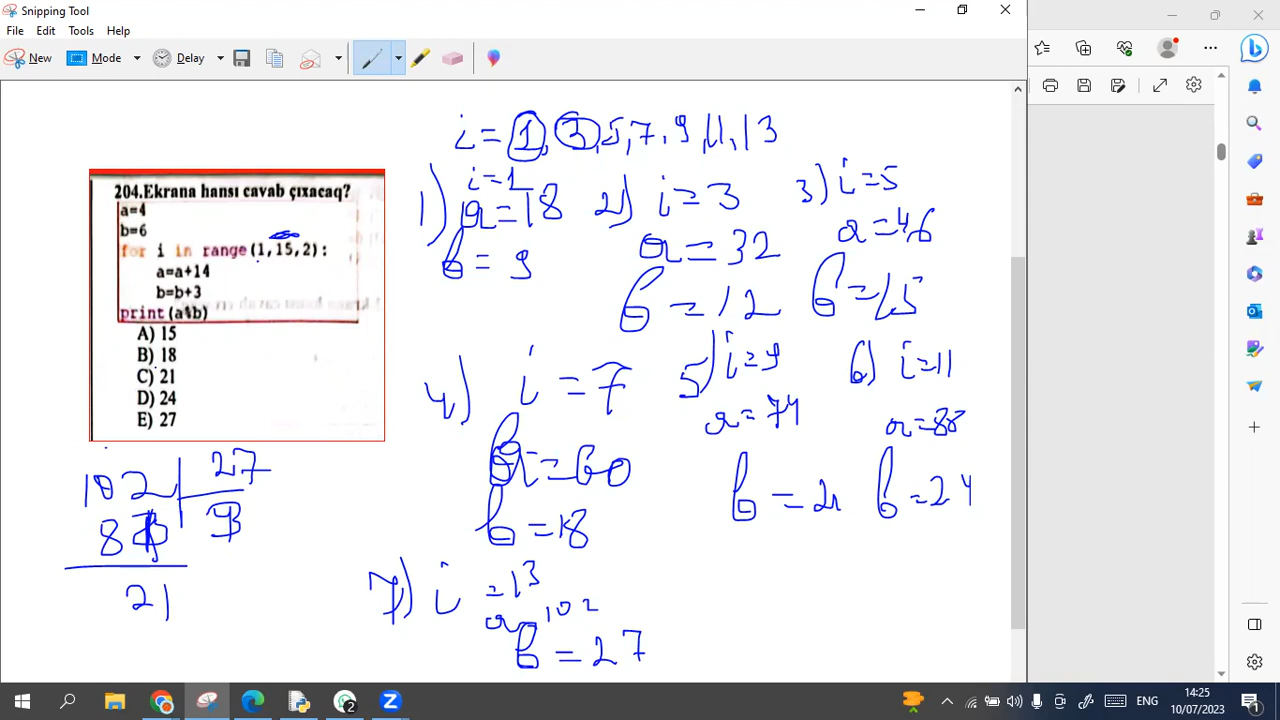 Snipping Tool
File Edit Tools Help
New Mode Delay
i = 1, 3, 5, 7, 9, 11, 13
204.Ekrana hansı cavab çıxacaq?
a=4
b=6
for i in range(1,15,2):
a=a+14
b=b+3
print(a%b)
A) 15
B) 18
C) 21
D) 24
E) 27
1) i=1
a=18
b = 9
2) i = 3
a = 32
b = 12
3) i=5
a=46
b=15
4) i = 7
a=60
b=18
5) i=9
a=74
b=21
6) i=11
a=88
b=24
7) i=13
a=102
b = 27
102 27
8
21
ENG
14:25
10/07/2023